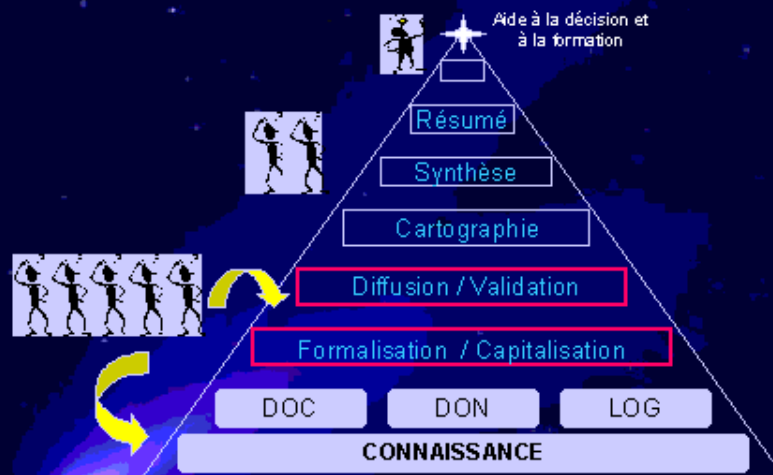 Aide à la décision et
à la formation
Résumé
Synthèse
Cartographie
Diffusion / Validation
Formalisation / Capitalisation
DOC
DON
LOG
CONNAISSANCE